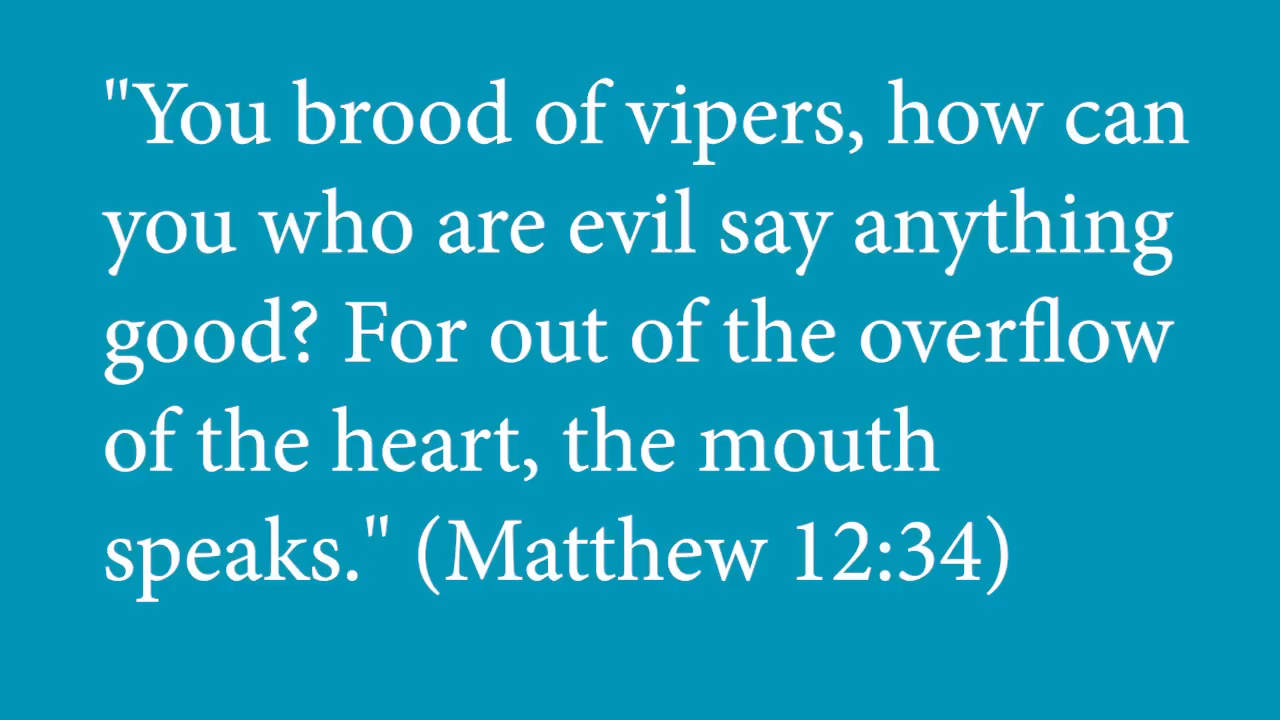 "You brood of vipers, how can
you who are evil say anything
good? For out of the overflow
of the heart, the mouth
speaks." (Matthew 12:34)